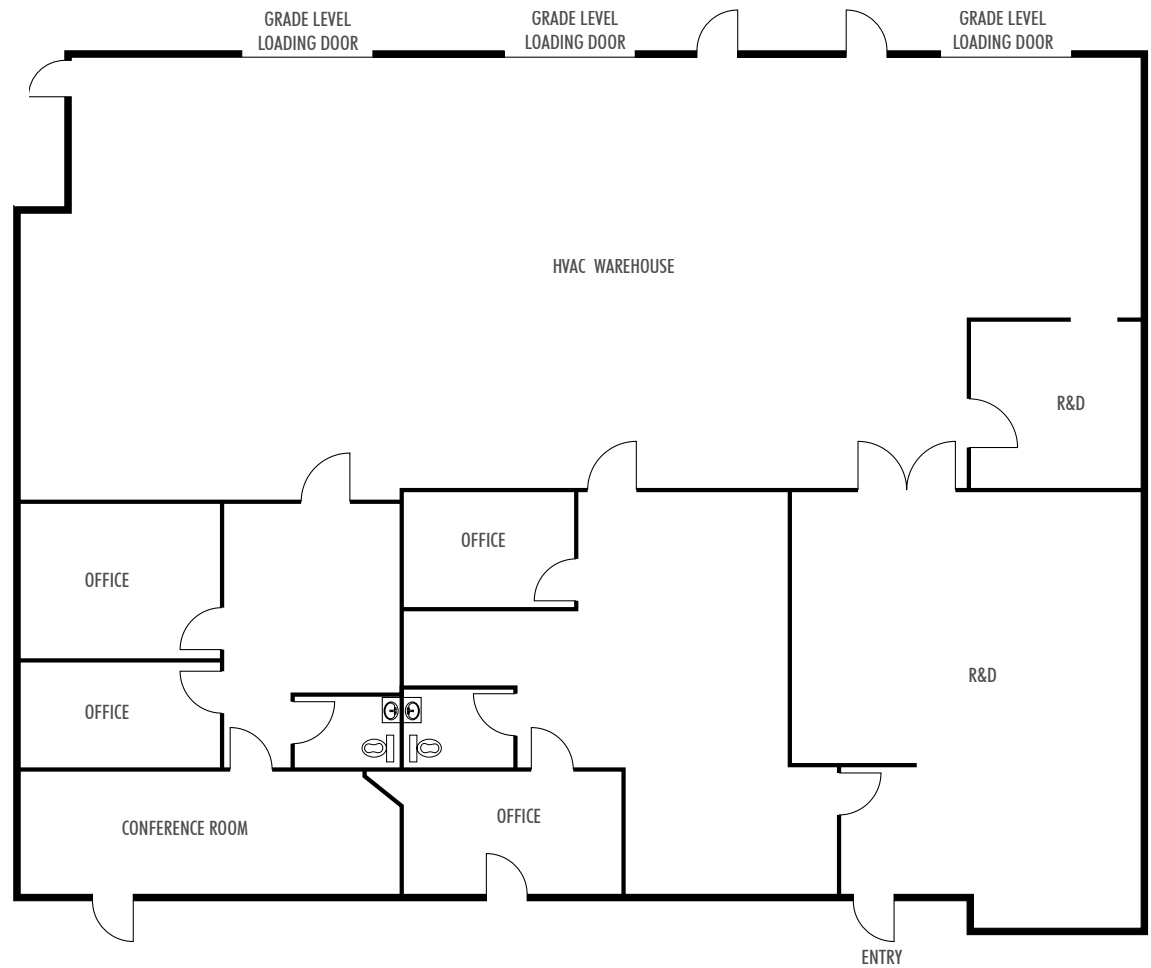 GRADE LEVEL
LOADING DOOR
GRADE LEVEL
LOADING DOOR
GRADE LEVEL
LOADING DOOR
HVAC WAREHOUSE
R&D
OFFICE
OFFICE
R&D
OFFICE
OFFICE
CONFERENCE ROOM
ENTRY